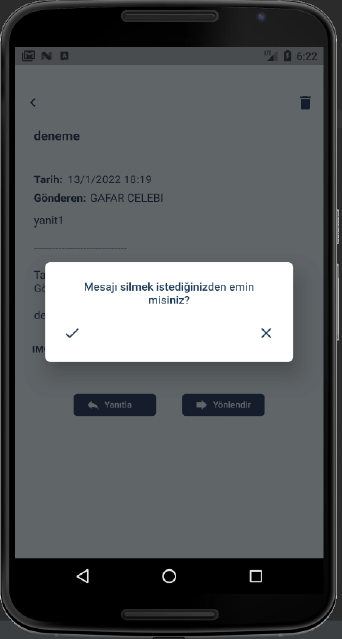 6:22
deneme
Tarih: 13/1/2022 18:19
Gönderen: GAFAR CELEBI
yanit1
----------------------------
Mesajı silmek istediğinizden emin
misiniz?
Yanıtla
Yönlendir